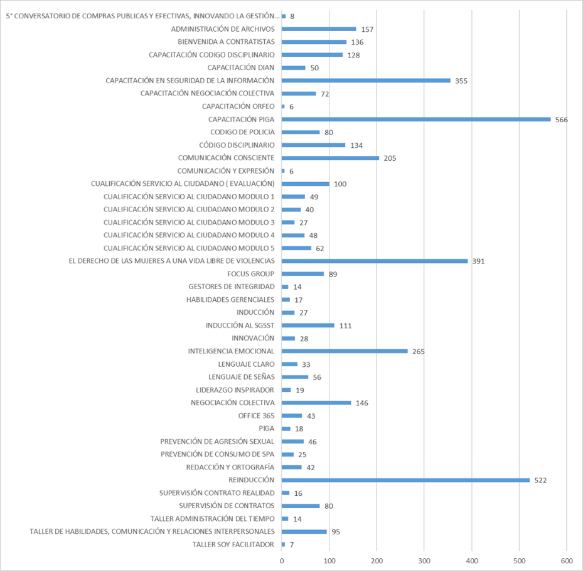 5° CONVERSATORIO DE COMPRAS PUBLICAS Y EFECTIVAS, INNOVANDO LA GESTIÓN... 8
ADMINISTRACIÓN DE ARCHIVOS 157
BIENVENIDA A CONTRATISTAS 136
CAPACITACIÓN CODIGO DISCIPLINARIO 128
CAPACITACIÓN DIAN 50
CAPACITACIÓN EN SEGURIDAD DE LA INFORMACIÓN 355
CAPACITACIÓN NEGOCIACIÓN COLECTIVA 72
CAPACITACIÓN ORFEO 6
CAPACITACIÓN PIGA 566
CODIGO DE POLICIA 80
CÓDIGO DISCIPLINARIO 134
COMUNICACIÓN CONSCIENTE 205
COMUNICACIÓN Y EXPRESIÓN 6
CUALIFICACIÓN SERVICIO AL CIUDADANO ( EVALUACIÓN) 100
CUALIFICACIÓN SERVICIO AL CIUDADANO MODULO 1 49
CUALIFICACIÓN SERVICIO AL CIUDADANO MODULO 2 40
CUALIFICACIÓN SERVICIO AL CIUDADANO MODULO 3 27
CUALIFICACIÓN SERVICIO AL CIUDADANO MODULO 4 48
CUALIFICACIÓN SERVICIO AL CIUDADANO MODULO 5 62
EL DERECHO DE LAS MUJERES A UNA VIDA LIBRE DE VIOLENCIAS 391
FOCUS GROUP 89
GESTORES DE INTEGRIDAD 14
HABILIDADES GERENCIALES 17
INDUCCIÓN 27
INDUCCIÓN AL SGSST 111
INNOVACIÓN 28
INTELIGENCIA EMOCIONAL 265
LENGUAJE CLARO 33
LENGUAJE DE SEÑAS 56
LIDERAZGO INSPIRADOR 19
NEGOCIACIÓN COLECTIVA 146
OFFICE 365 43
PIGA 18
PREVENCIÓN DE AGRESIÓN SEXUAL 46
PREVENCIÓN DE CONSUMO DE SPA 25
REDACCIÓN Y ORTOGRAFÍA 42
REINDUCCIÓN 522
SUPERVISIÓN CONTRATO REALIDAD 16
SUPERVISIÓN DE CONTRATOS 80
TALLER ADMINISTRACIÓN DEL TIEMPO 14
TALLER DE HABILIDADES, COMUNICACIÓN Y RELACIONES INTERPERSONALES 95
TALLER SOY FACILITADOR 7
0 100 200 300 400 500 600